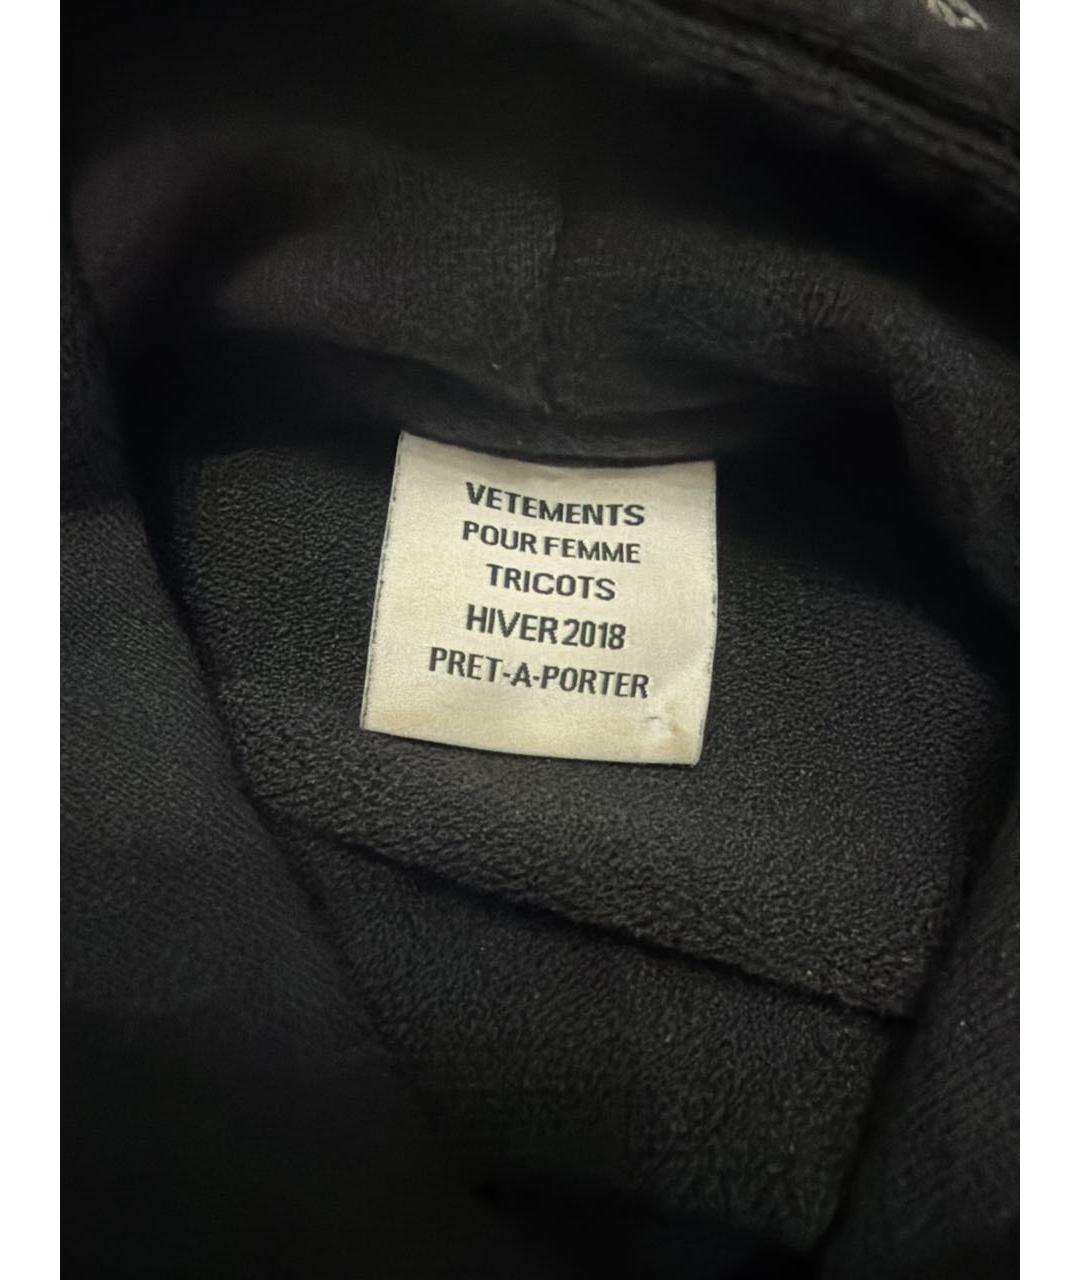 VETEMENTS
POUR FEMME
TRICOTS
HIVER 2018
PRET-A-PORTER